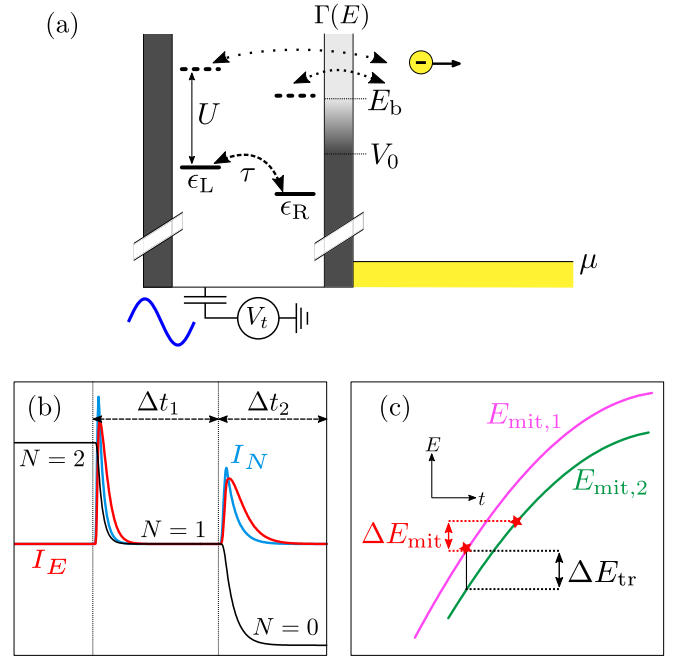 (a)
Γ(E)
−
U
E_b
V_0
ϵ_L
τ
ϵ_R
μ
V_t
(b)
Δt_1
Δt_2
N = 2
I_N
N = 1
I_E
N = 0
(c)
E_mit,1
E
t
E_mit,2
ΔE_mit
ΔE_tr